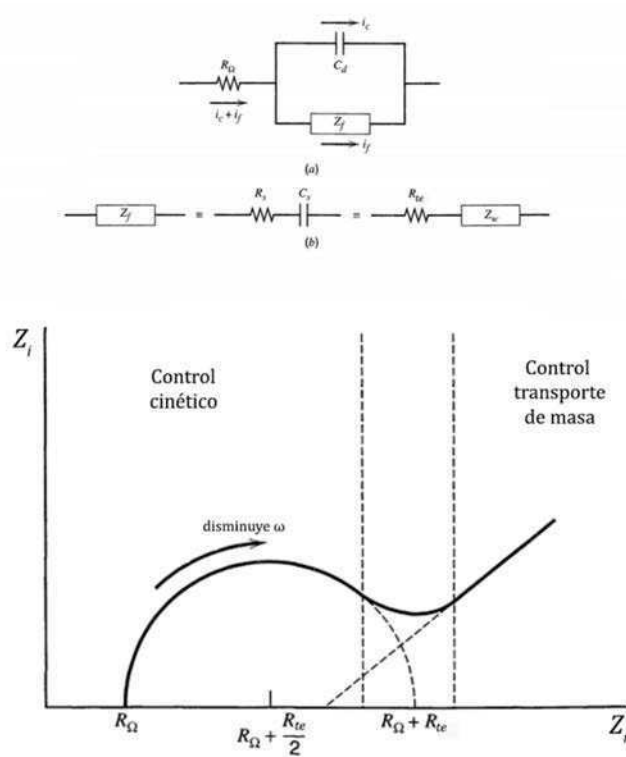 i_c
R_Ω
C_d
i_c + i_f
Z_f
i_f
(a)
Z_f = R_s C_s = R_te Z_w
(b)
Z_i
Control
cinético
Control
transporte
de masa
disminuye ω
R_Ω
R_Ω + R_te/2
R_Ω + R_te
Z_r